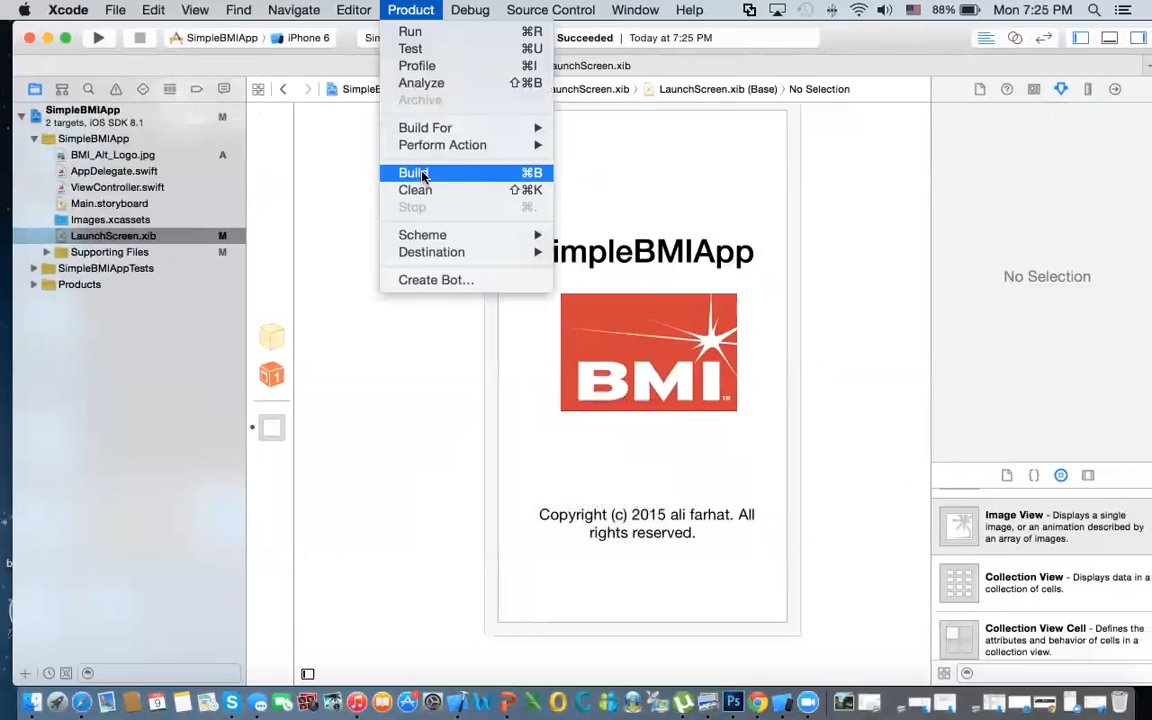 Xcode File Edit View Find Navigate Editor Product Debug Source Control Window Help 88% Mon 7:25 PM
SimpleBMIApp iPhone 6 Succeeded Today at 7:25 PM
Run ⌘R
Test ⌘U
Profile ⌘I
Analyze ⇧⌘B
Archive
Build For
Perform Action
Build ⌘B
Clean ⇧⌘K
Stop ⌘.
Scheme
Destination
Create Bot...
aunchScreen.xib
SimpleB aunchScreen.xib LaunchScreen.xib (Base) No Selection
SimpleBMIApp M
2 targets, iOS SDK 8.1
SimpleBMIApp
BMI_Alt_Logo.jpg A
AppDelegate.swift
ViewController.swift
Main.storyboard
Images.xcassets
LaunchScreen.xib M
Supporting Files M
SimpleBMIAppTests
Products
1
impleBMIApp
BMI™
Copyright (c) 2015 ali farhat. All
rights reserved.
No Selection
Image View - Displays a single
image, or an animation described by
an array of images.
Collection View - Displays data in a
collection of cells.
Collection View Cell - Defines the
attributes and behavior of cells in a
collection view.